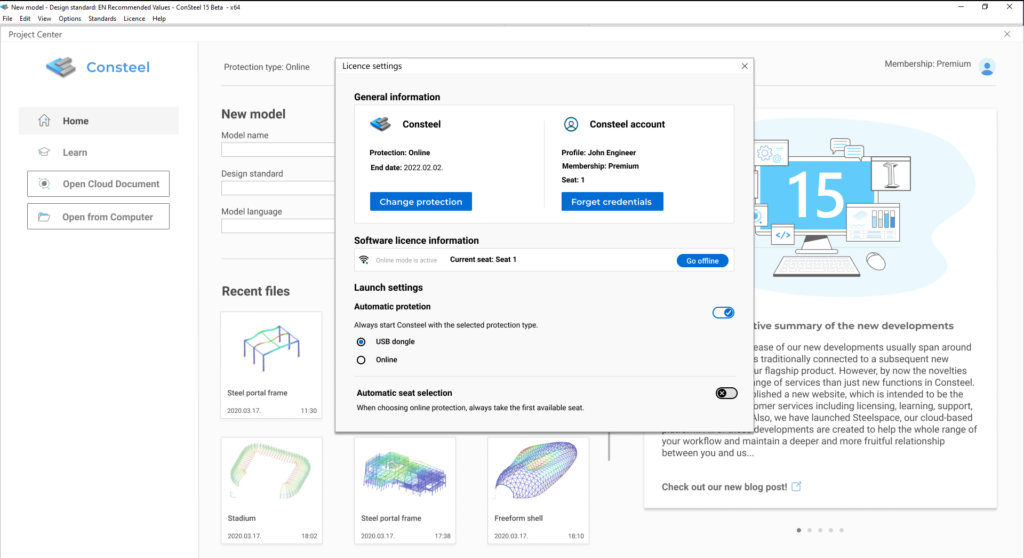 New model - Design standard: EN Recommended Values - ConSteel 15 Beta - x64
File Edit View Options Standards Licence Help
Project Center
Consteel
Home
Learn
Open Cloud Document
Open from Computer
Protection type: Online
Membership: Premium
New model
Model name
Design standard
Model language
Recent files
Steel portal frame
2020.03.17. 11:30
Stadium
2020.03.17. 18:02
Steel portal frame
2020.03.17. 17:38
Freeform shell
2020.03.17. 18:10
Licence settings
General information
Consteel
Protection: Online
End date: 2022.02.02.
Change protection
Consteel account
Profile: John Engineer
Membership: Premium
Seat: 1
Forget credentials
Software licence information
Online mode is active
Current seat: Seat 1
Go offline
Launch settings
Automatic protetion
Always start Consteel with the selected protection type.
USB dongle
Online
Automatic seat selection
When choosing online protection, always take the first available seat.
15
</>
tive summary of the new developments
ease of our new developments usually span around
s traditionally connected to a subsequent new
ur flagship product. However, by now the novelties
nge of services than just new functions in Consteel.
blished a new website, which is intended to be the
omer services including licensing, learning, support,
Also, we have launched Steelspace, our cloud-based
developments are created to help the whole range of
your workflow and maintain a deeper and more fruitful relationship
between you and us...
Check out our new blog post!